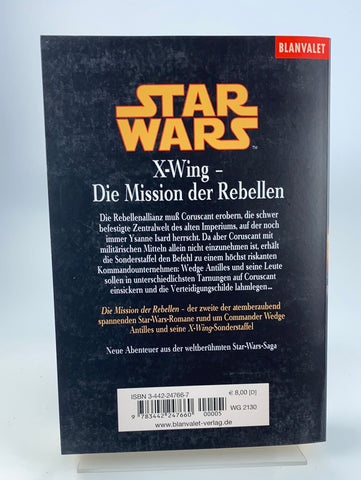 BLANVALET
STAR
WARS
TM
X-Wing –
Die Mission der Rebellen
Die Rebellenallianz muß Coruscant erobern, die schwer
befestigte Zentralwelt des alten Imperiums, auf der noch
immer Ysanne Isard herrscht. Da aber Coruscant mit
militärischen Mitteln allein nicht einzunehmen ist, erhält
die Sonderstaffel den Befehl zu einem höchst riskanten
Kommandounternehmen: Wedge Antilles und seine Leute
sollen in unterschiedlichsten Tarnungen auf Coruscant
einsickern und die Verteidigungsschilde lahmlegen...
Die Mission der Rebellen – der zweite der atemberaubend
spannenden Star-Wars-Romane rund um Commander Wedge
Antilles und seine X-Wing-Sonderstaffel
Neue Abenteuer aus der weltberühmten Star-Wars-Saga
ISBN 3-442-24766-7
€ 8,00 [D]
00005
WG 2130
9 783442 247660
www.blanvalet-verlag.de